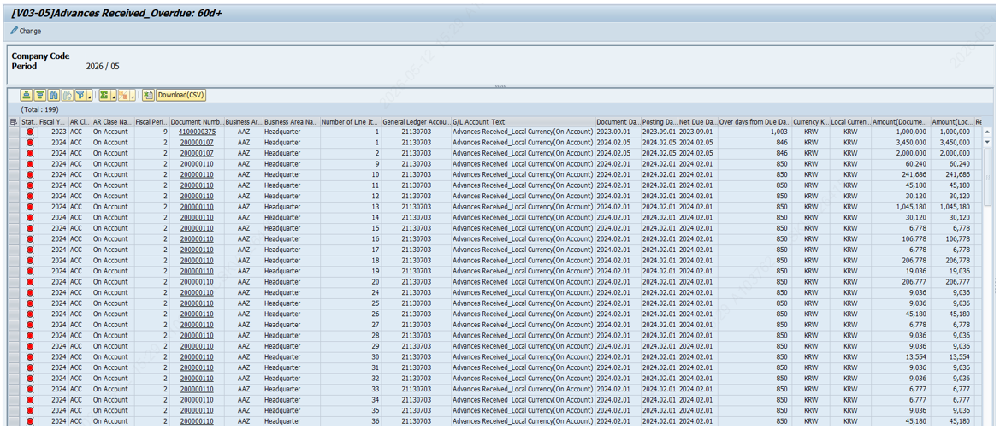 [V03-05]Advances Received_Overdue: 60d+
Change
Company Code
Period 2026 / 05
Download(CSV)
(Total : 199)
Stat... Fiscal Y... AR Cl... AR Clase Na... Fiscal Peri... Document Numb... Business Ar... Business Area Na... Number of Line It... General Ledger Accou... G/L Account Text Document Da... Posting Da... Net Due Da... Over days from Due Da... Currency K... Local Curren... Amount(Docume... Amount(Loc... Re
2023 ACC On Account 9 4100000375 AAZ Headquarter 1 21130703 Advances Received_Local Currency(On Account) 2023.09.01 2023.09.01 2023.09.01 1,003 KRW KRW 1,000,000 1,000,000
2024 ACC On Account 2 200000107 AAZ Headquarter 1 21130703 Advances Received_Local Currency(On Account) 2024.02.05 2024.02.05 2024.02.05 846 KRW KRW 3,450,000 3,450,000
2024 ACC On Account 2 200000107 AAZ Headquarter 2 21130703 Advances Received_Local Currency(On Account) 2024.02.05 2024.02.05 2024.02.05 846 KRW KRW 2,000,000 2,000,000
2024 ACC On Account 2 200000110 AAZ Headquarter 9 21130703 Advances Received_Local Currency(On Account) 2024.02.01 2024.02.01 2024.02.01 850 KRW KRW 60,240 60,240
2024 ACC On Account 2 200000110 AAZ Headquarter 10 21130703 Advances Received_Local Currency(On Account) 2024.02.01 2024.02.01 2024.02.01 850 KRW KRW 241,686 241,686
2024 ACC On Account 2 200000110 AAZ Headquarter 11 21130703 Advances Received_Local Currency(On Account) 2024.02.01 2024.02.01 2024.02.01 850 KRW KRW 45,180 45,180
2024 ACC On Account 2 200000110 AAZ Headquarter 12 21130703 Advances Received_Local Currency(On Account) 2024.02.01 2024.02.01 2024.02.01 850 KRW KRW 30,120 30,120
2024 ACC On Account 2 200000110 AAZ Headquarter 13 21130703 Advances Received_Local Currency(On Account) 2024.02.01 2024.02.01 2024.02.01 850 KRW KRW 1,045,180 1,045,180
2024 ACC On Account 2 200000110 AAZ Headquarter 14 21130703 Advances Received_Local Currency(On Account) 2024.02.01 2024.02.01 2024.02.01 850 KRW KRW 30,120 30,120
2024 ACC On Account 2 200000110 AAZ Headquarter 15 21130703 Advances Received_Local Currency(On Account) 2024.02.01 2024.02.01 2024.02.01 850 KRW KRW 6,778 6,778
2024 ACC On Account 2 200000110 AAZ Headquarter 16 21130703 Advances Received_Local Currency(On Account) 2024.02.01 2024.02.01 2024.02.01 850 KRW KRW 106,778 106,778
2024 ACC On Account 2 200000110 AAZ Headquarter 17 21130703 Advances Received_Local Currency(On Account) 2024.02.01 2024.02.01 2024.02.01 850 KRW KRW 6,778 6,778
2024 ACC On Account 2 200000110 AAZ Headquarter 18 21130703 Advances Received_Local Currency(On Account) 2024.02.01 2024.02.01 2024.02.01 850 KRW KRW 206,778 206,778
2024 ACC On Account 2 200000110 AAZ Headquarter 19 21130703 Advances Received_Local Currency(On Account) 2024.02.01 2024.02.01 2024.02.01 850 KRW KRW 19,036 19,036
2024 ACC On Account 2 200000110 AAZ Headquarter 20 21130703 Advances Received_Local Currency(On Account) 2024.02.01 2024.02.01 2024.02.01 850 KRW KRW 206,777 206,777
2024 ACC On Account 2 200000110 AAZ Headquarter 24 21130703 Advances Received_Local Currency(On Account) 2024.02.01 2024.02.01 2024.02.01 850 KRW KRW 9,036 9,036
2024 ACC On Account 2 200000110 AAZ Headquarter 25 21130703 Advances Received_Local Currency(On Account) 2024.02.01 2024.02.01 2024.02.01 850 KRW KRW 9,036 9,036
2024 ACC On Account 2 200000110 AAZ Headquarter 26 21130703 Advances Received_Local Currency(On Account) 2024.02.01 2024.02.01 2024.02.01 850 KRW KRW 45,180 45,180
2024 ACC On Account 2 200000110 AAZ Headquarter 27 21130703 Advances Received_Local Currency(On Account) 2024.02.01 2024.02.01 2024.02.01 850 KRW KRW 6,778 6,778
2024 ACC On Account 2 200000110 AAZ Headquarter 28 21130703 Advances Received_Local Currency(On Account) 2024.02.01 2024.02.01 2024.02.01 850 KRW KRW 9,036 9,036
2024 ACC On Account 2 200000110 AAZ Headquarter 29 21130703 Advances Received_Local Currency(On Account) 2024.02.01 2024.02.01 2024.02.01 850 KRW KRW 9,036 9,036
2024 ACC On Account 2 200000110 AAZ Headquarter 30 21130703 Advances Received_Local Currency(On Account) 2024.02.01 2024.02.01 2024.02.01 850 KRW KRW 13,554 13,554
2024 ACC On Account 2 200000110 AAZ Headquarter 31 21130703 Advances Received_Local Currency(On Account) 2024.02.01 2024.02.01 2024.02.01 850 KRW KRW 9,036 9,036
2024 ACC On Account 2 200000110 AAZ Headquarter 32 21130703 Advances Received_Local Currency(On Account) 2024.02.01 2024.02.01 2024.02.01 850 KRW KRW 9,036 9,036
2024 ACC On Account 2 200000110 AAZ Headquarter 33 21130703 Advances Received_Local Currency(On Account) 2024.02.01 2024.02.01 2024.02.01 850 KRW KRW 6,777 6,777
2024 ACC On Account 2 200000110 AAZ Headquarter 34 21130703 Advances Received_Local Currency(On Account) 2024.02.01 2024.02.01 2024.02.01 850 KRW KRW 6,777 6,777
2024 ACC On Account 2 200000110 AAZ Headquarter 35 21130703 Advances Received_Local Currency(On Account) 2024.02.01 2024.02.01 2024.02.01 850 KRW KRW 9,036 9,036
2024 ACC On Account 2 200000110 AAZ Headquarter 36 21130703 Advances Received_Local Currency(On Account) 2024.02.01 2024.02.01 2024.02.01 850 KRW KRW 45,180 45,180